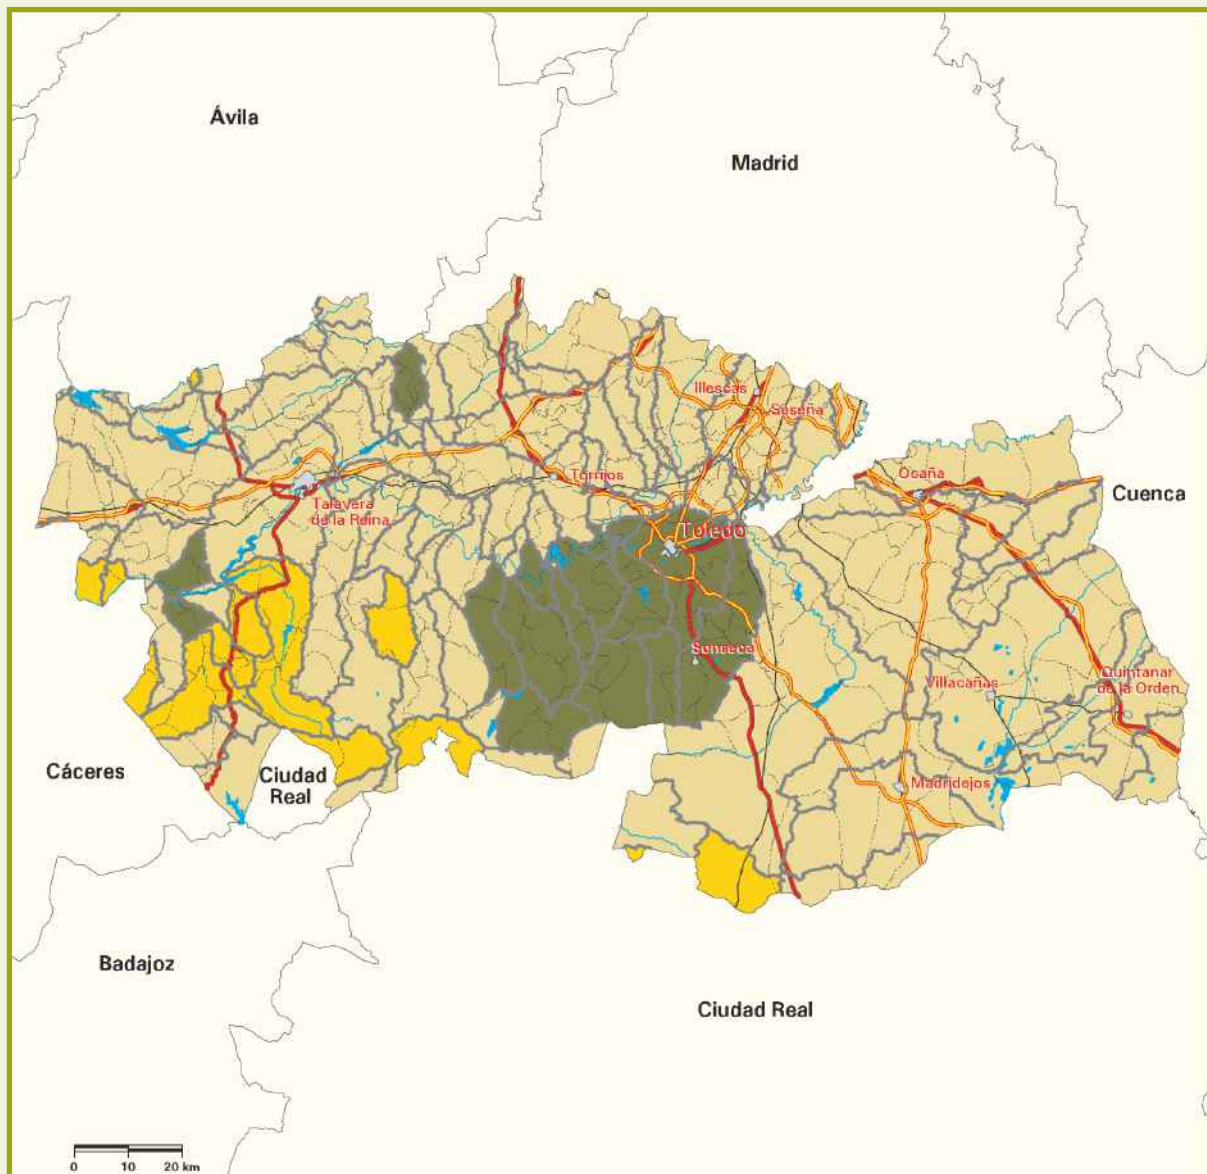 Ávila
Madrid
Illescas
Seseña
Torrijos
Ocaña
Cuenca
Talavera
de la Reina
Toledo
Sonseca
Villacañas
Quintanar
de la Orden
Cáceres
Ciudad
Real
Madridejos
Badajoz
Ciudad Real
0 10 20 km